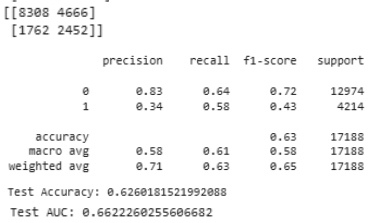 [[8308 4666]
[1762 2452]]
precision recall f1-score support
0 0.83 0.64 0.72 12974
1 0.34 0.58 0.43 4214
accuracy 0.63 17188
macro avg 0.58 0.61 0.58 17188
weighted avg 0.71 0.63 0.65 17188
Test Accuracy: 0.6260181521992088
Test AUC: 0.6622260255606682